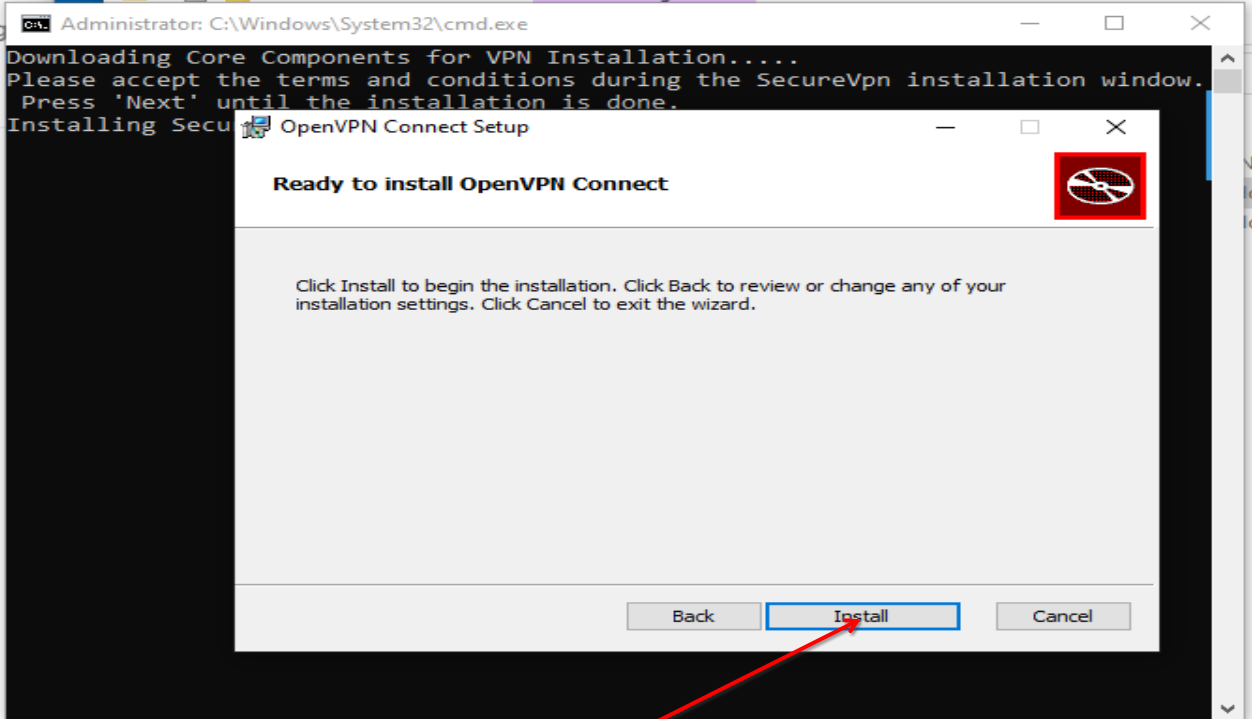 Administrator: C:\Windows\System32\cmd.exe
Downloading Core Components for VPN Installation.....
Please accept the terms and conditions during the SecureVpn installation window.
Press 'Next' until the installation is done.
Installing Secu
OpenVPN Connect Setup
Ready to install OpenVPN Connect
Click Install to begin the installation. Click Back to review or change any of your
installation settings. Click Cancel to exit the wizard.
Back
Install
Cancel